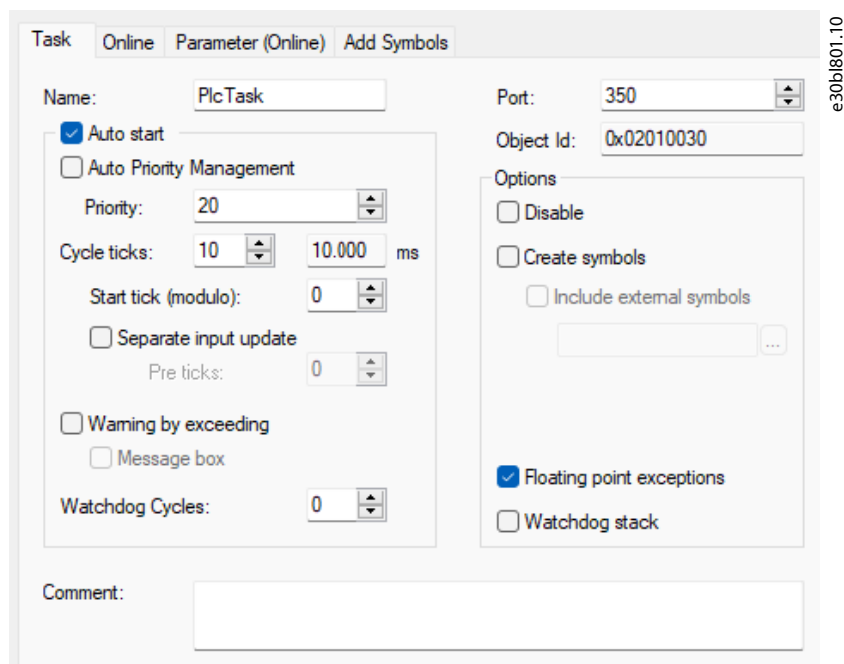 Task Online Parameter (Online) Add Symbols
Name: PlcTask
Auto start
Auto Priority Management
Priority: 20
Cycle ticks: 10 10.000 ms
Start tick (modulo): 0
Separate input update
Pre ticks: 0
Warning by exceeding
Message box
Watchdog Cycles: 0
Port: 350
Object Id: 0x02010030
Options
Disable
Create symbols
Include external symbols
...
Floating point exceptions
Watchdog stack
Comment:
e30bl801.10